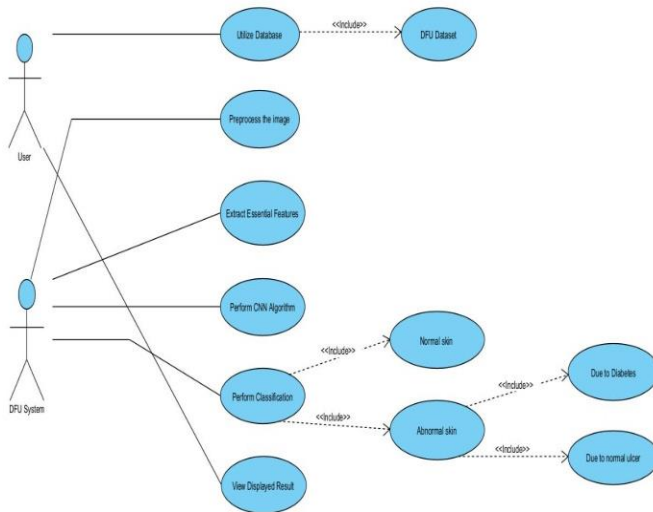 Utilize Database
<<Include>>
DFU Dataset
Preprocess the image
User
Extract Essential Features
Perform CNN Algorithm
<<Include>>
Normal skin
<<Include>>
Due to Diabetes
DFU System
Perform Classification
<<Include>>
Abnormal skin
<<Include>>
Due to normal ulcer
View Displayed Result